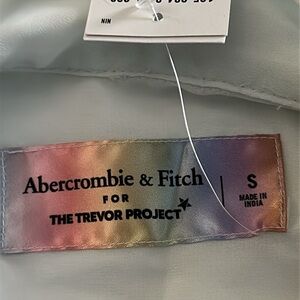 NIN
Abercrombie & Fitch
FOR
THE TREVOR PROJECT
S
MADE IN
INDIA